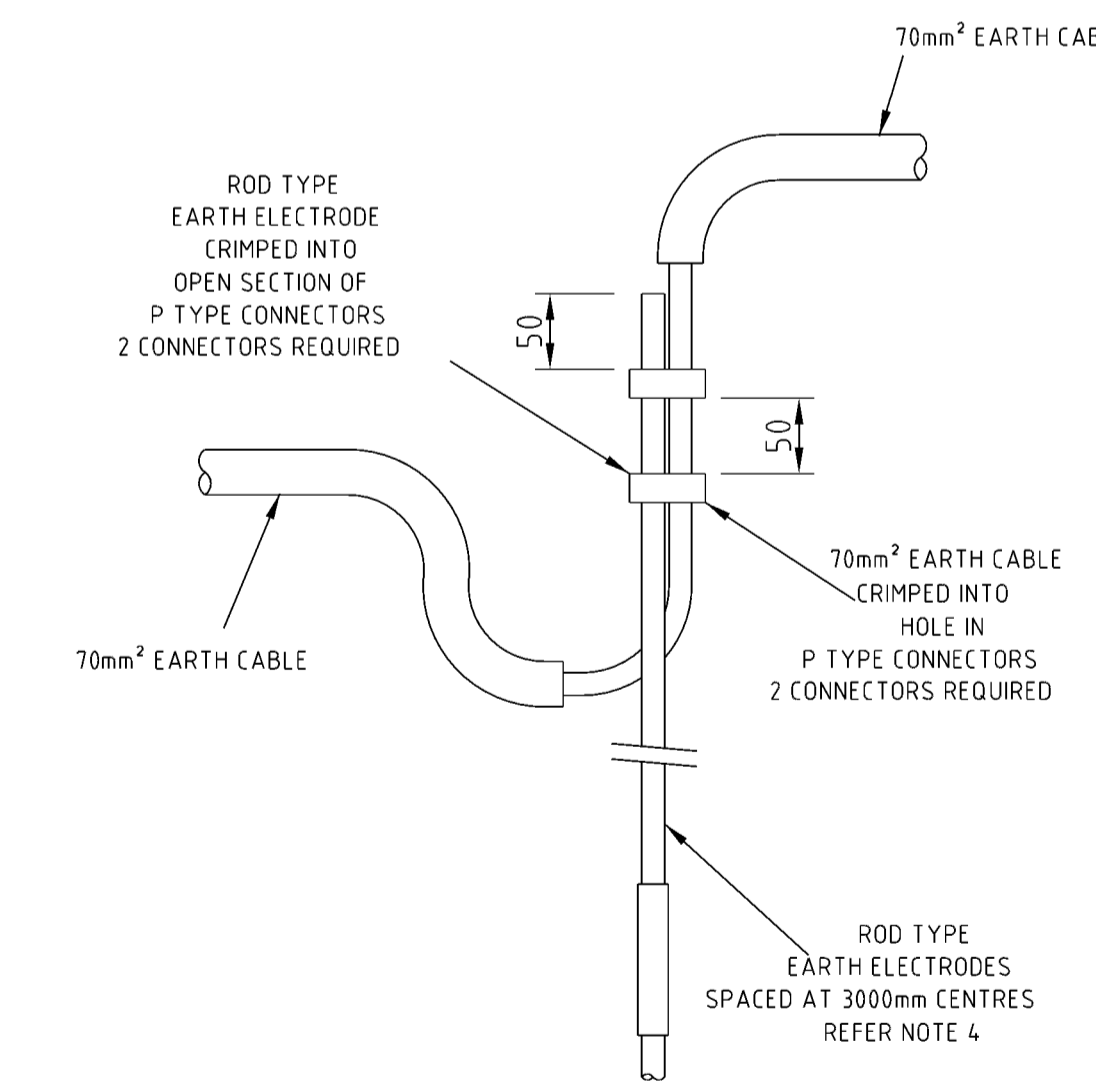 70mm² EARTH
ROD TYPE
EARTH ELECTRODE
CRIMPED INTO
OPEN SECTION OF
P TYPE CONNECTORS
2 CONNECTORS REQUIRED
50
50
70mm² EARTH CABLE
CRIMPED INTO
HOLE IN
P TYPE CONNECTORS
2 CONNECTORS REQUIRED
70mm² EARTH CABLE
ROD TYPE
EARTH ELECTRODES
SPACED AT 3000mm CENTRES
REFER NOTE 4